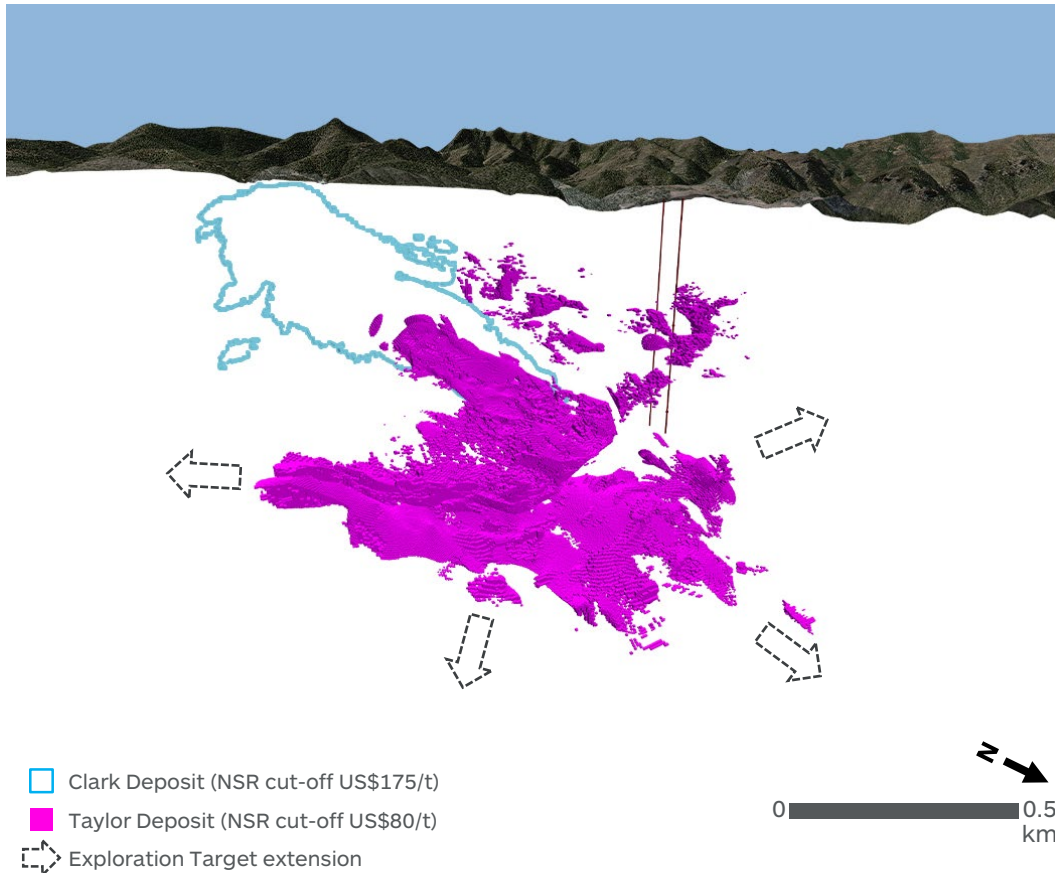 N
Clark Deposit (NSR cut-off US$175/t)
Taylor Deposit (NSR cut-off US$80/t)
Exploration Target extension
0 0.5
km